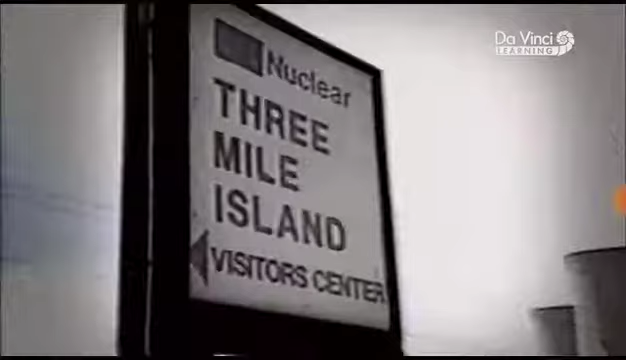 Da Vinci
LEARNING
Nuclear
THREE
MILE
ISLAND
VISITORS CENTER